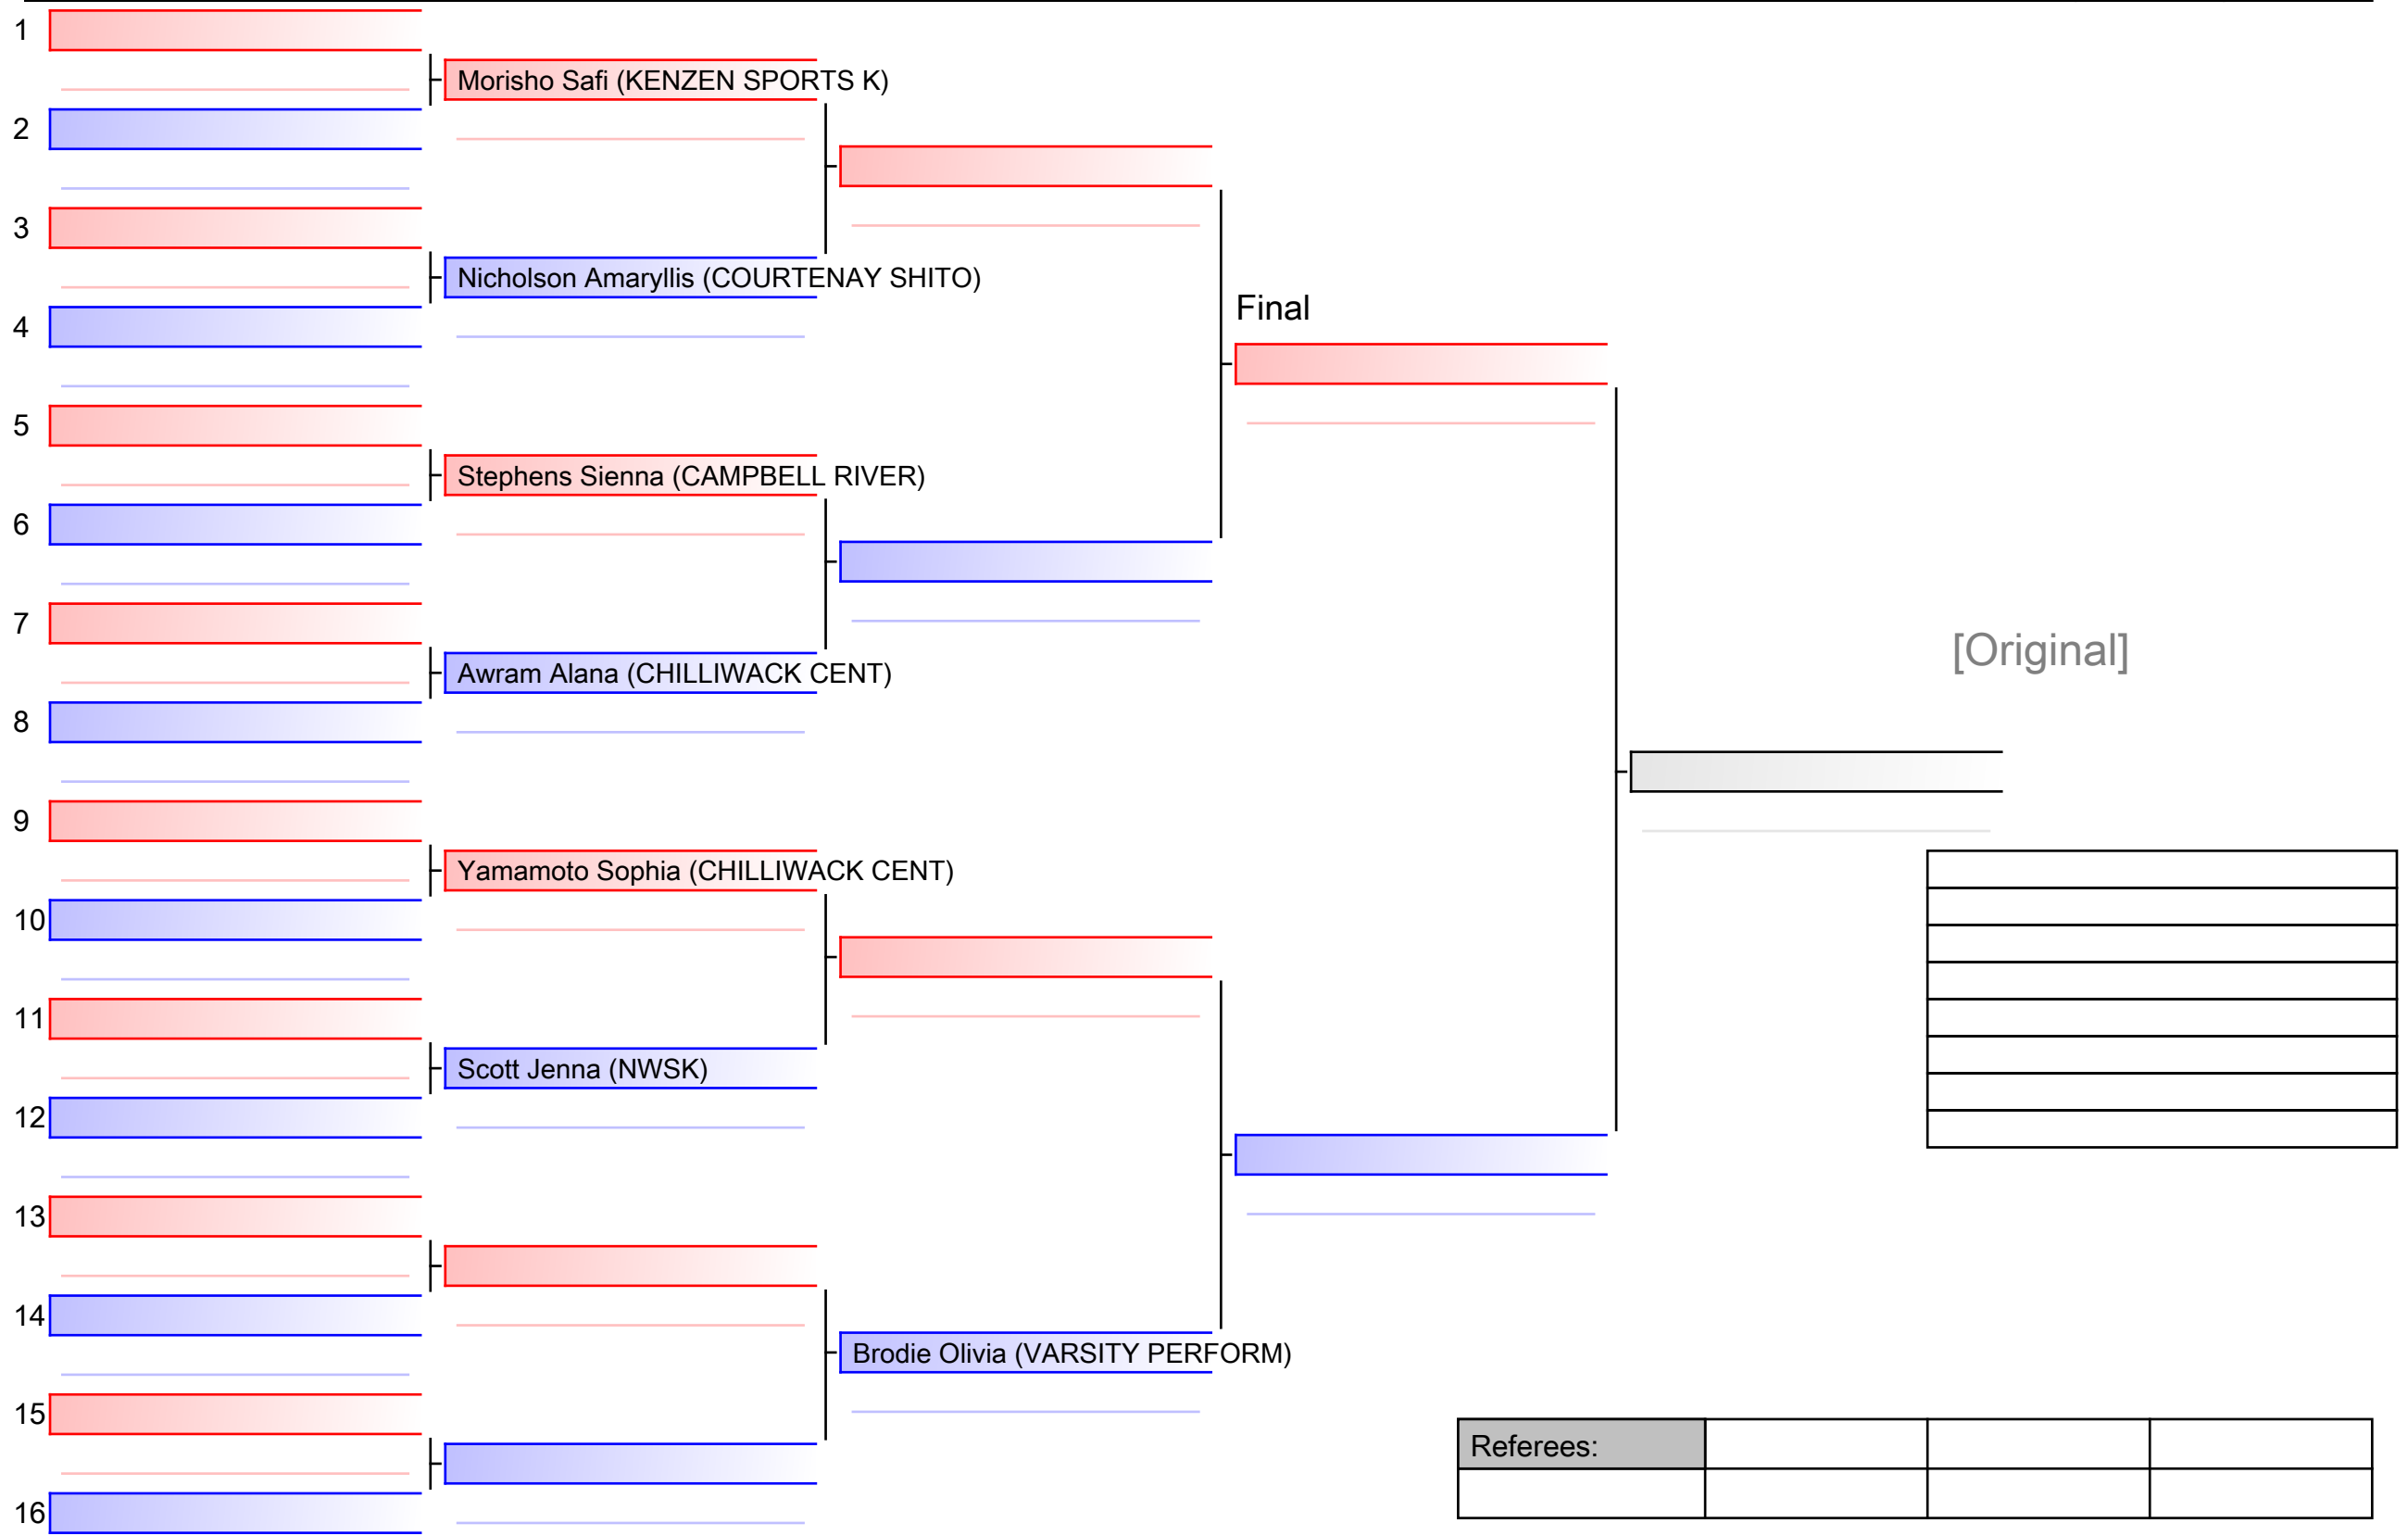 1
Morisho Safi (KENZEN SPORTS K)
2
3
Nicholson Amaryllis (COURTENAY SHITO)
Final
4
5
Stephens Sienna (CAMPBELL RIVER)
6
7
[Original]
Awram Alana (CHILLIWACK CENT)
8
9
Yamamoto Sophia (CHILLIWACK CENT)
10
11
Scott Jenna (NWSK)
12
13
14
Brodie Olivia (VARSITY PERFORM)
15
Referees:
16